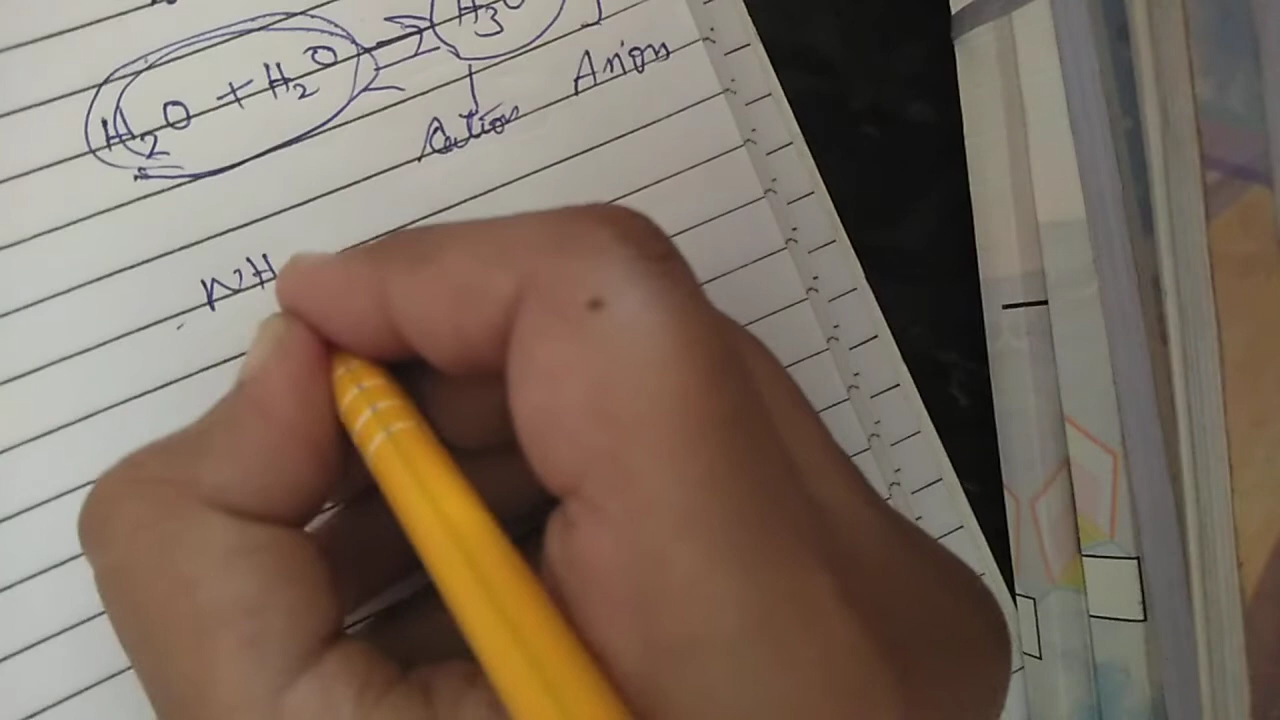 H₂O + H₂O ⇌ H₃O
Cation Anion
NH